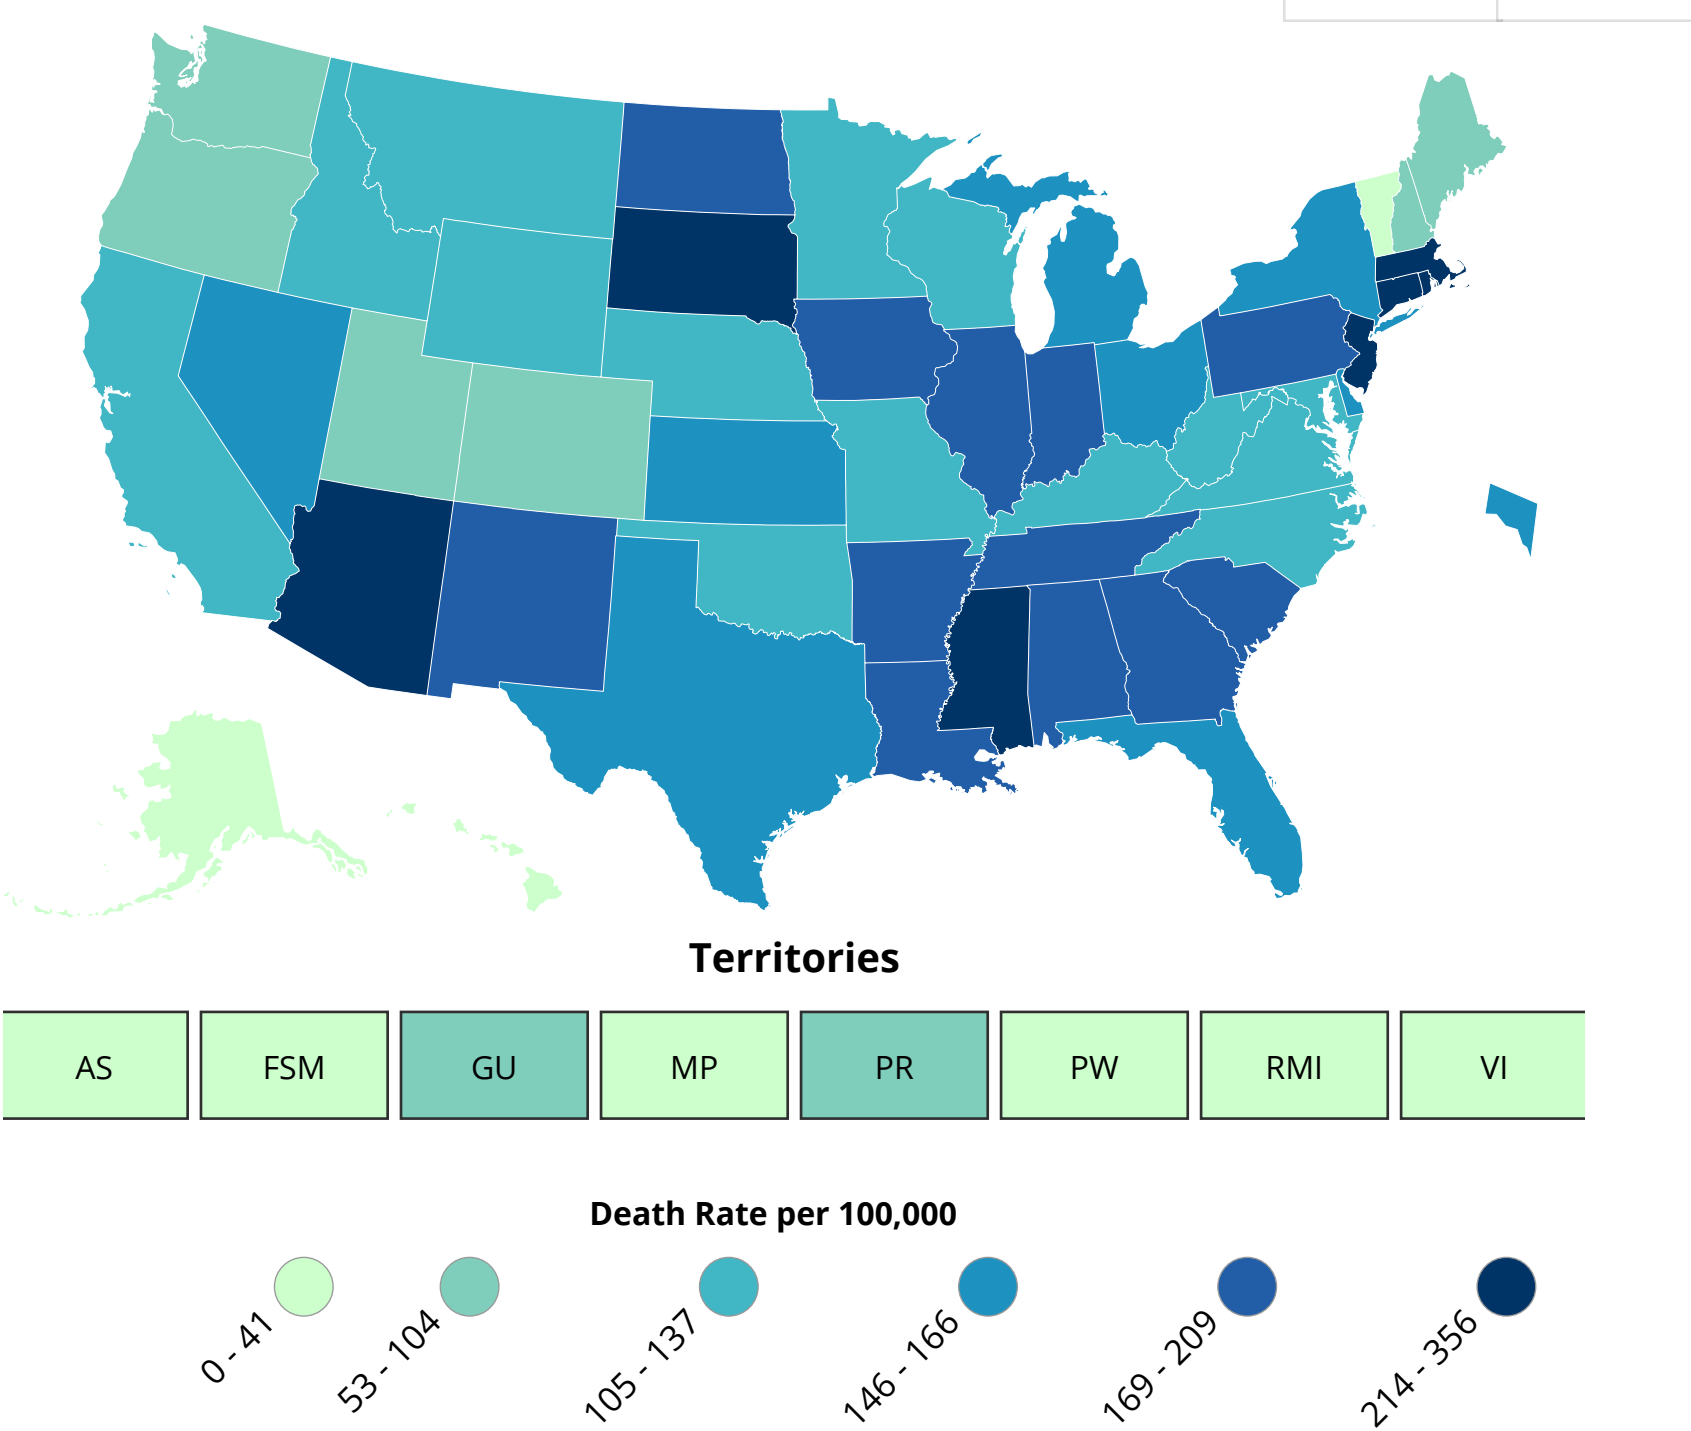 Territories
AS FSM GU MP PR PW RMI VI
Death Rate per 100,000
0 - 41 53 - 104 105 - 137 146 - 166 169 - 209 214 - 356